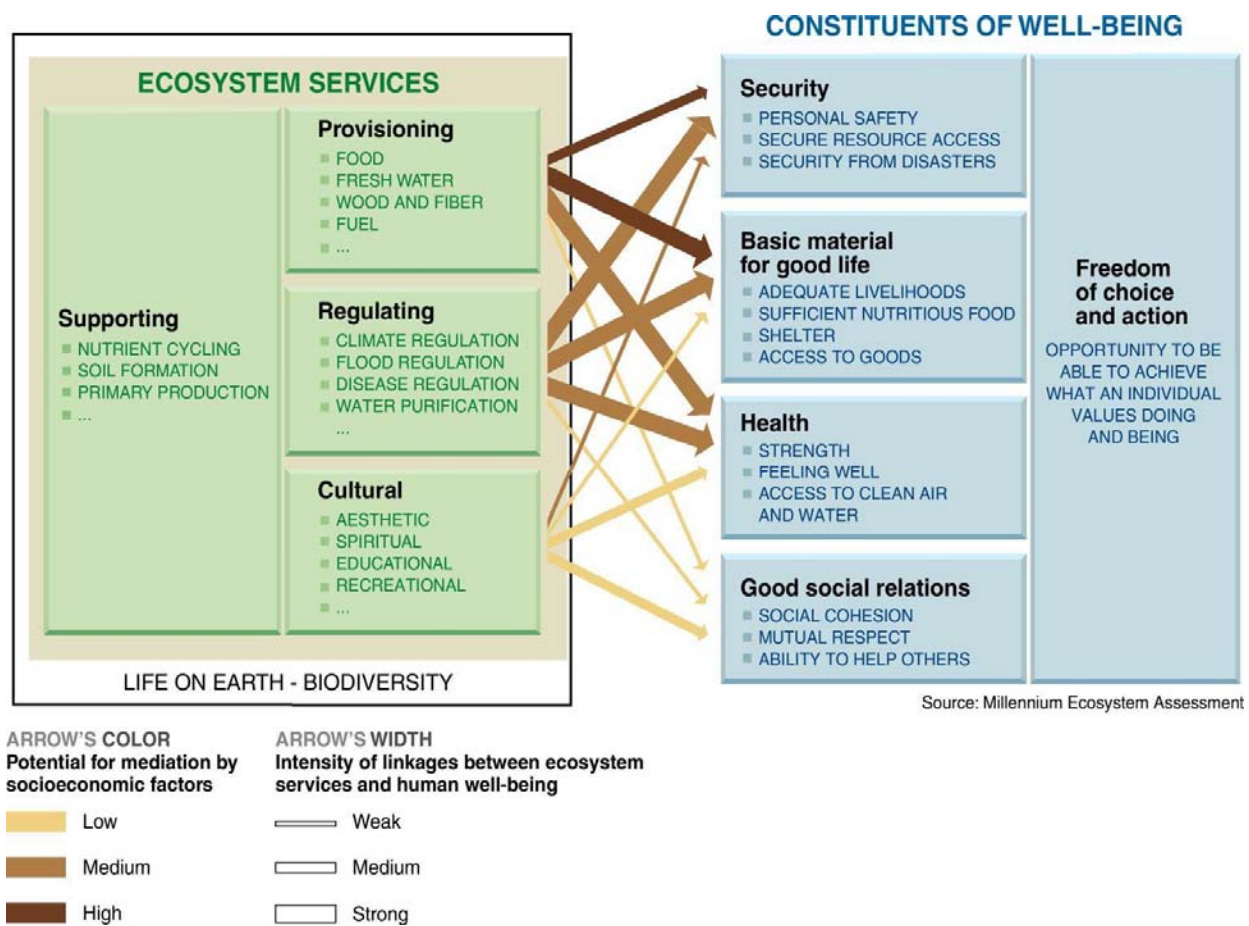 CONSTITUENTS OF WELL-BEING
ECOSYSTEM SERVICES
Supporting
NUTRIENT CYCLING
SOIL FORMATION
PRIMARY PRODUCTION
...
Provisioning
FOOD
FRESH WATER
WOOD AND FIBER
FUEL
...
Regulating
CLIMATE REGULATION
FLOOD REGULATION
DISEASE REGULATION
WATER PURIFICATION
...
Cultural
AESTHETIC
SPIRITUAL
EDUCATIONAL
RECREATIONAL
...
LIFE ON EARTH - BIODIVERSITY
Security
PERSONAL SAFETY
SECURE RESOURCE ACCESS
SECURITY FROM DISASTERS
Basic material
for good life
ADEQUATE LIVELIHOODS
SUFFICIENT NUTRITIOUS FOOD
SHELTER
ACCESS TO GOODS
Health
STRENGTH
FEELING WELL
ACCESS TO CLEAN AIR
AND WATER
Good social relations
SOCIAL COHESION
MUTUAL RESPECT
ABILITY TO HELP OTHERS
Freedom
of choice
and action
OPPORTUNITY TO BE
ABLE TO ACHIEVE
WHAT AN INDIVIDUAL
VALUES DOING
AND BEING
Source: Millennium Ecosystem Assessment
ARROW'S COLOR
Potential for mediation by
socioeconomic factors
Low
Medium
High
ARROW'S WIDTH
Intensity of linkages between ecosystem
services and human well-being
Weak
Medium
Strong